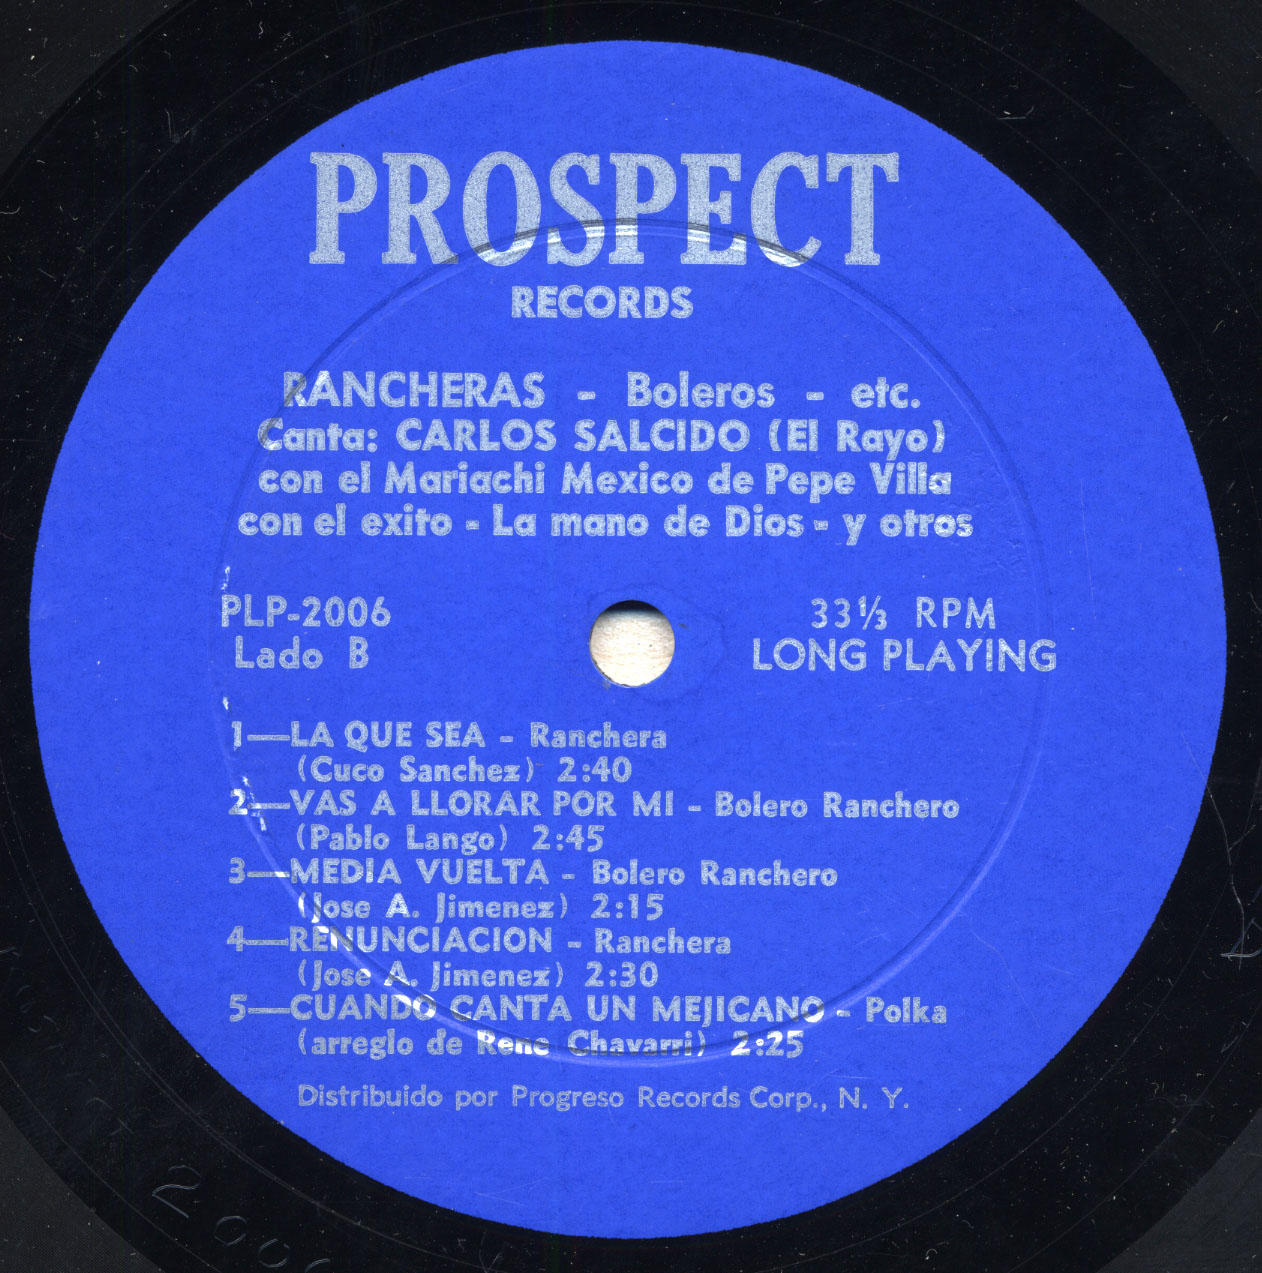 PROSPECT
RECORDS
RANCHERAS - Boleros - etc.
Canta: CARLOS SALCIDO (El Rayo)
con el Mariachi Mexico de Pepe Villa
con el exito - La mano de Dios - y otros
PLP-2006
Lado B
33⅓ RPM
LONG PLAYING
1—LA QUE SEA - Ranchera
(Cuco Sanchez) 2:40
2—VAS A LLORAR POR MI - Bolero Ranchero
(Pablo Lango) 2:45
3—MEDIA VUELTA - Bolero Ranchero
(Jose A. Jimenez) 2:15
4—RENUNCIACION - Ranchera
(Jose A. Jimenez) 2:30
5—CUANDO CANTA UN MEJICANO - Polka
(arreglo de Rene Chavarri) 2:25
Distribuido por Progreso Records Corp., N. Y.